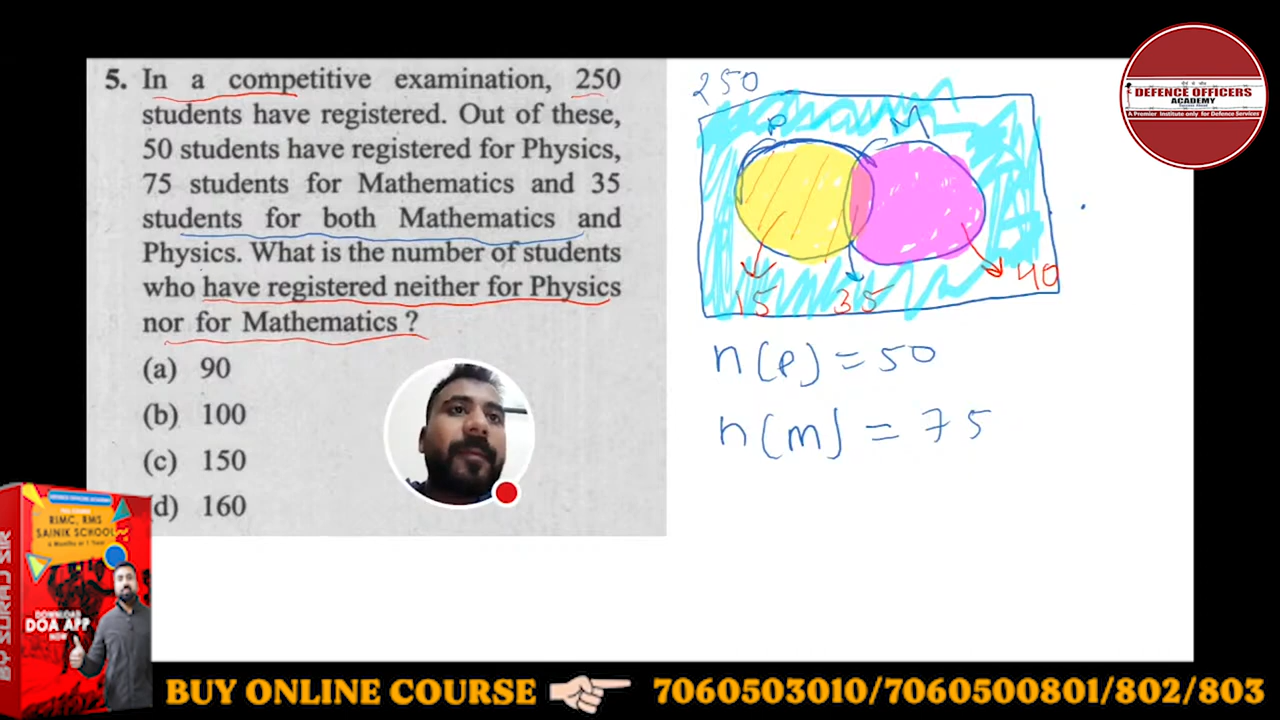 5. In a competitive examination, 250
students have registered. Out of these,
50 students have registered for Physics,
75 students for Mathematics and 35
students for both Mathematics and
Physics. What is the number of students
who have registered neither for Physics
nor for Mathematics ?
(a) 90
(b) 100
(c) 150
d) 160
250
P M
15 35 40
n(P) = 50
n(m) = 75
DEFENCE OFFICERS
ACADEMY
A Premier Institute only for Defence Services
RIMC, RMS
SAINIK SCHOOL
DOWNLOAD
DOA APP
NOW
BY SURAJ SIR
BUY ONLINE COURSE 7060503010/7060500801/802/803